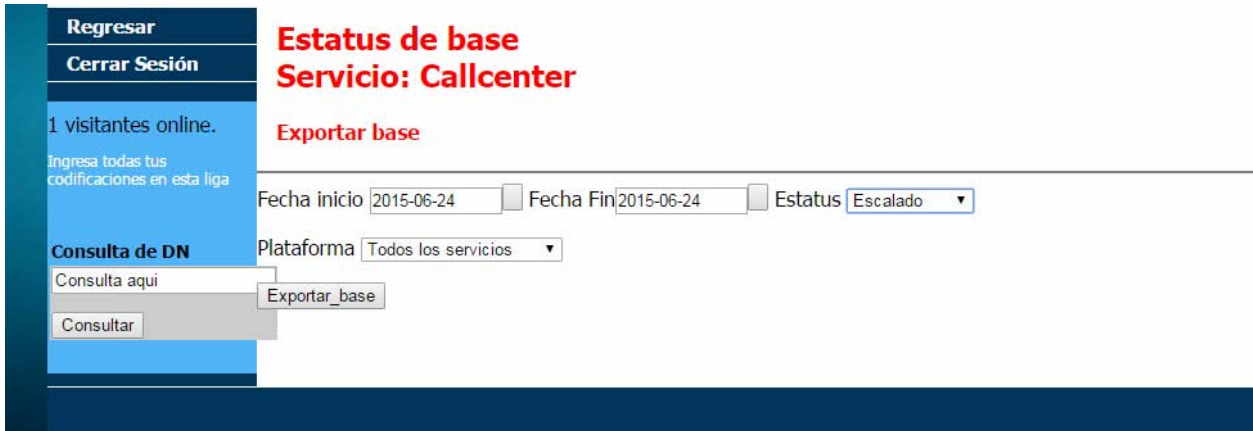 Regresar
Cerrar Sesión
1 visitantes online.
Ingresa todas tus
codificaciones en esta liga
Consulta de DN
Consulta aqui
Consultar
Estatus de base
Servicio: Callcenter
Exportar base
Fecha inicio 2015-06-24 Fecha Fin 2015-06-24 Estatus Escalado
Plataforma Todos los servicios
Exportar_base